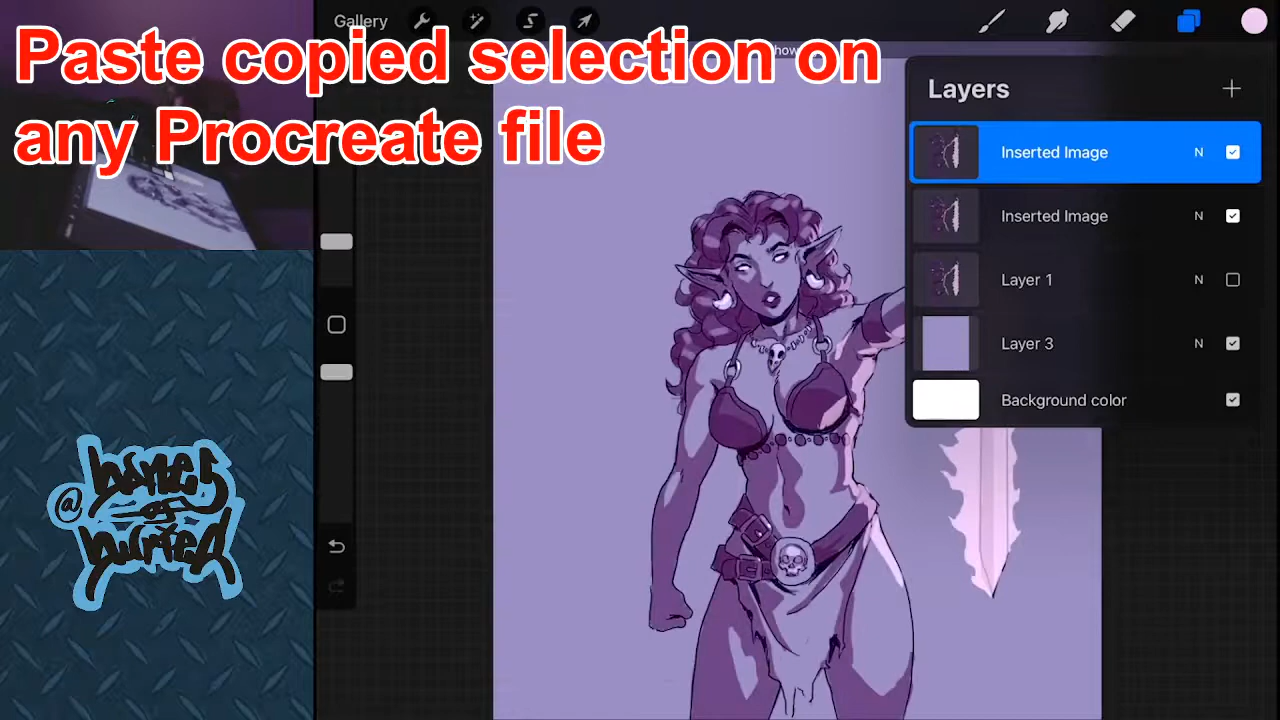 Gallery
Paste copied selection on
any Procreate file
Layers
Inserted Image N
Inserted Image N
Layer 1 N
Layer 3 N
Background color
@bones
of
buried